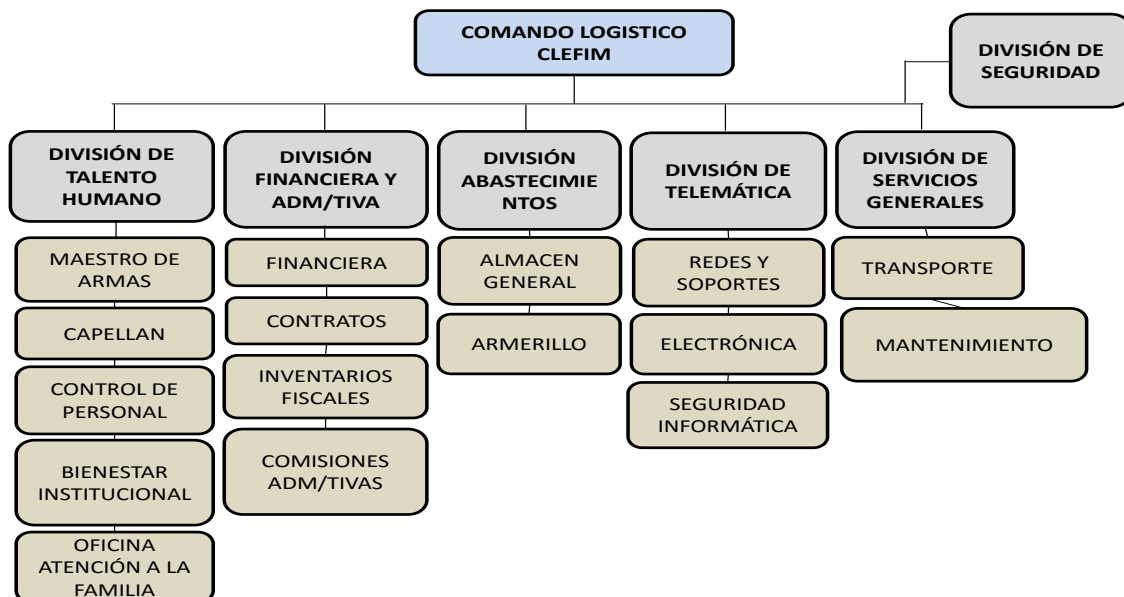 COMANDO LOGISTICO
CLEFIM
DIVISIÓN DE
SEGURIDAD
DIVISIÓN DE
TALENTO
HUMANO
MAESTRO DE
ARMAS
CAPELLAN
CONTROL DE
PERSONAL
BIENESTAR
INSTITUCIONAL
OFICINA
ATENCIÓN A LA
FAMILIA
DIVISIÓN
FINANCIERA Y
ADM/TIVA
FINANCIERA
CONTRATOS
INVENTARIOS
FISCALES
COMISIONES
ADM/TIVAS
DIVISIÓN
ABASTECIMIE
NTOS
ALMACEN
GENERAL
ARMERILLO
DIVISIÓN
DE TELEMÁTICA
REDES Y
SOPORTES
ELECTRÓNICA
SEGURIDAD
INFORMÁTICA
DIVISIÓN DE
SERVICIOS
GENERALES
TRANSPORTE
MANTENIMIENTO